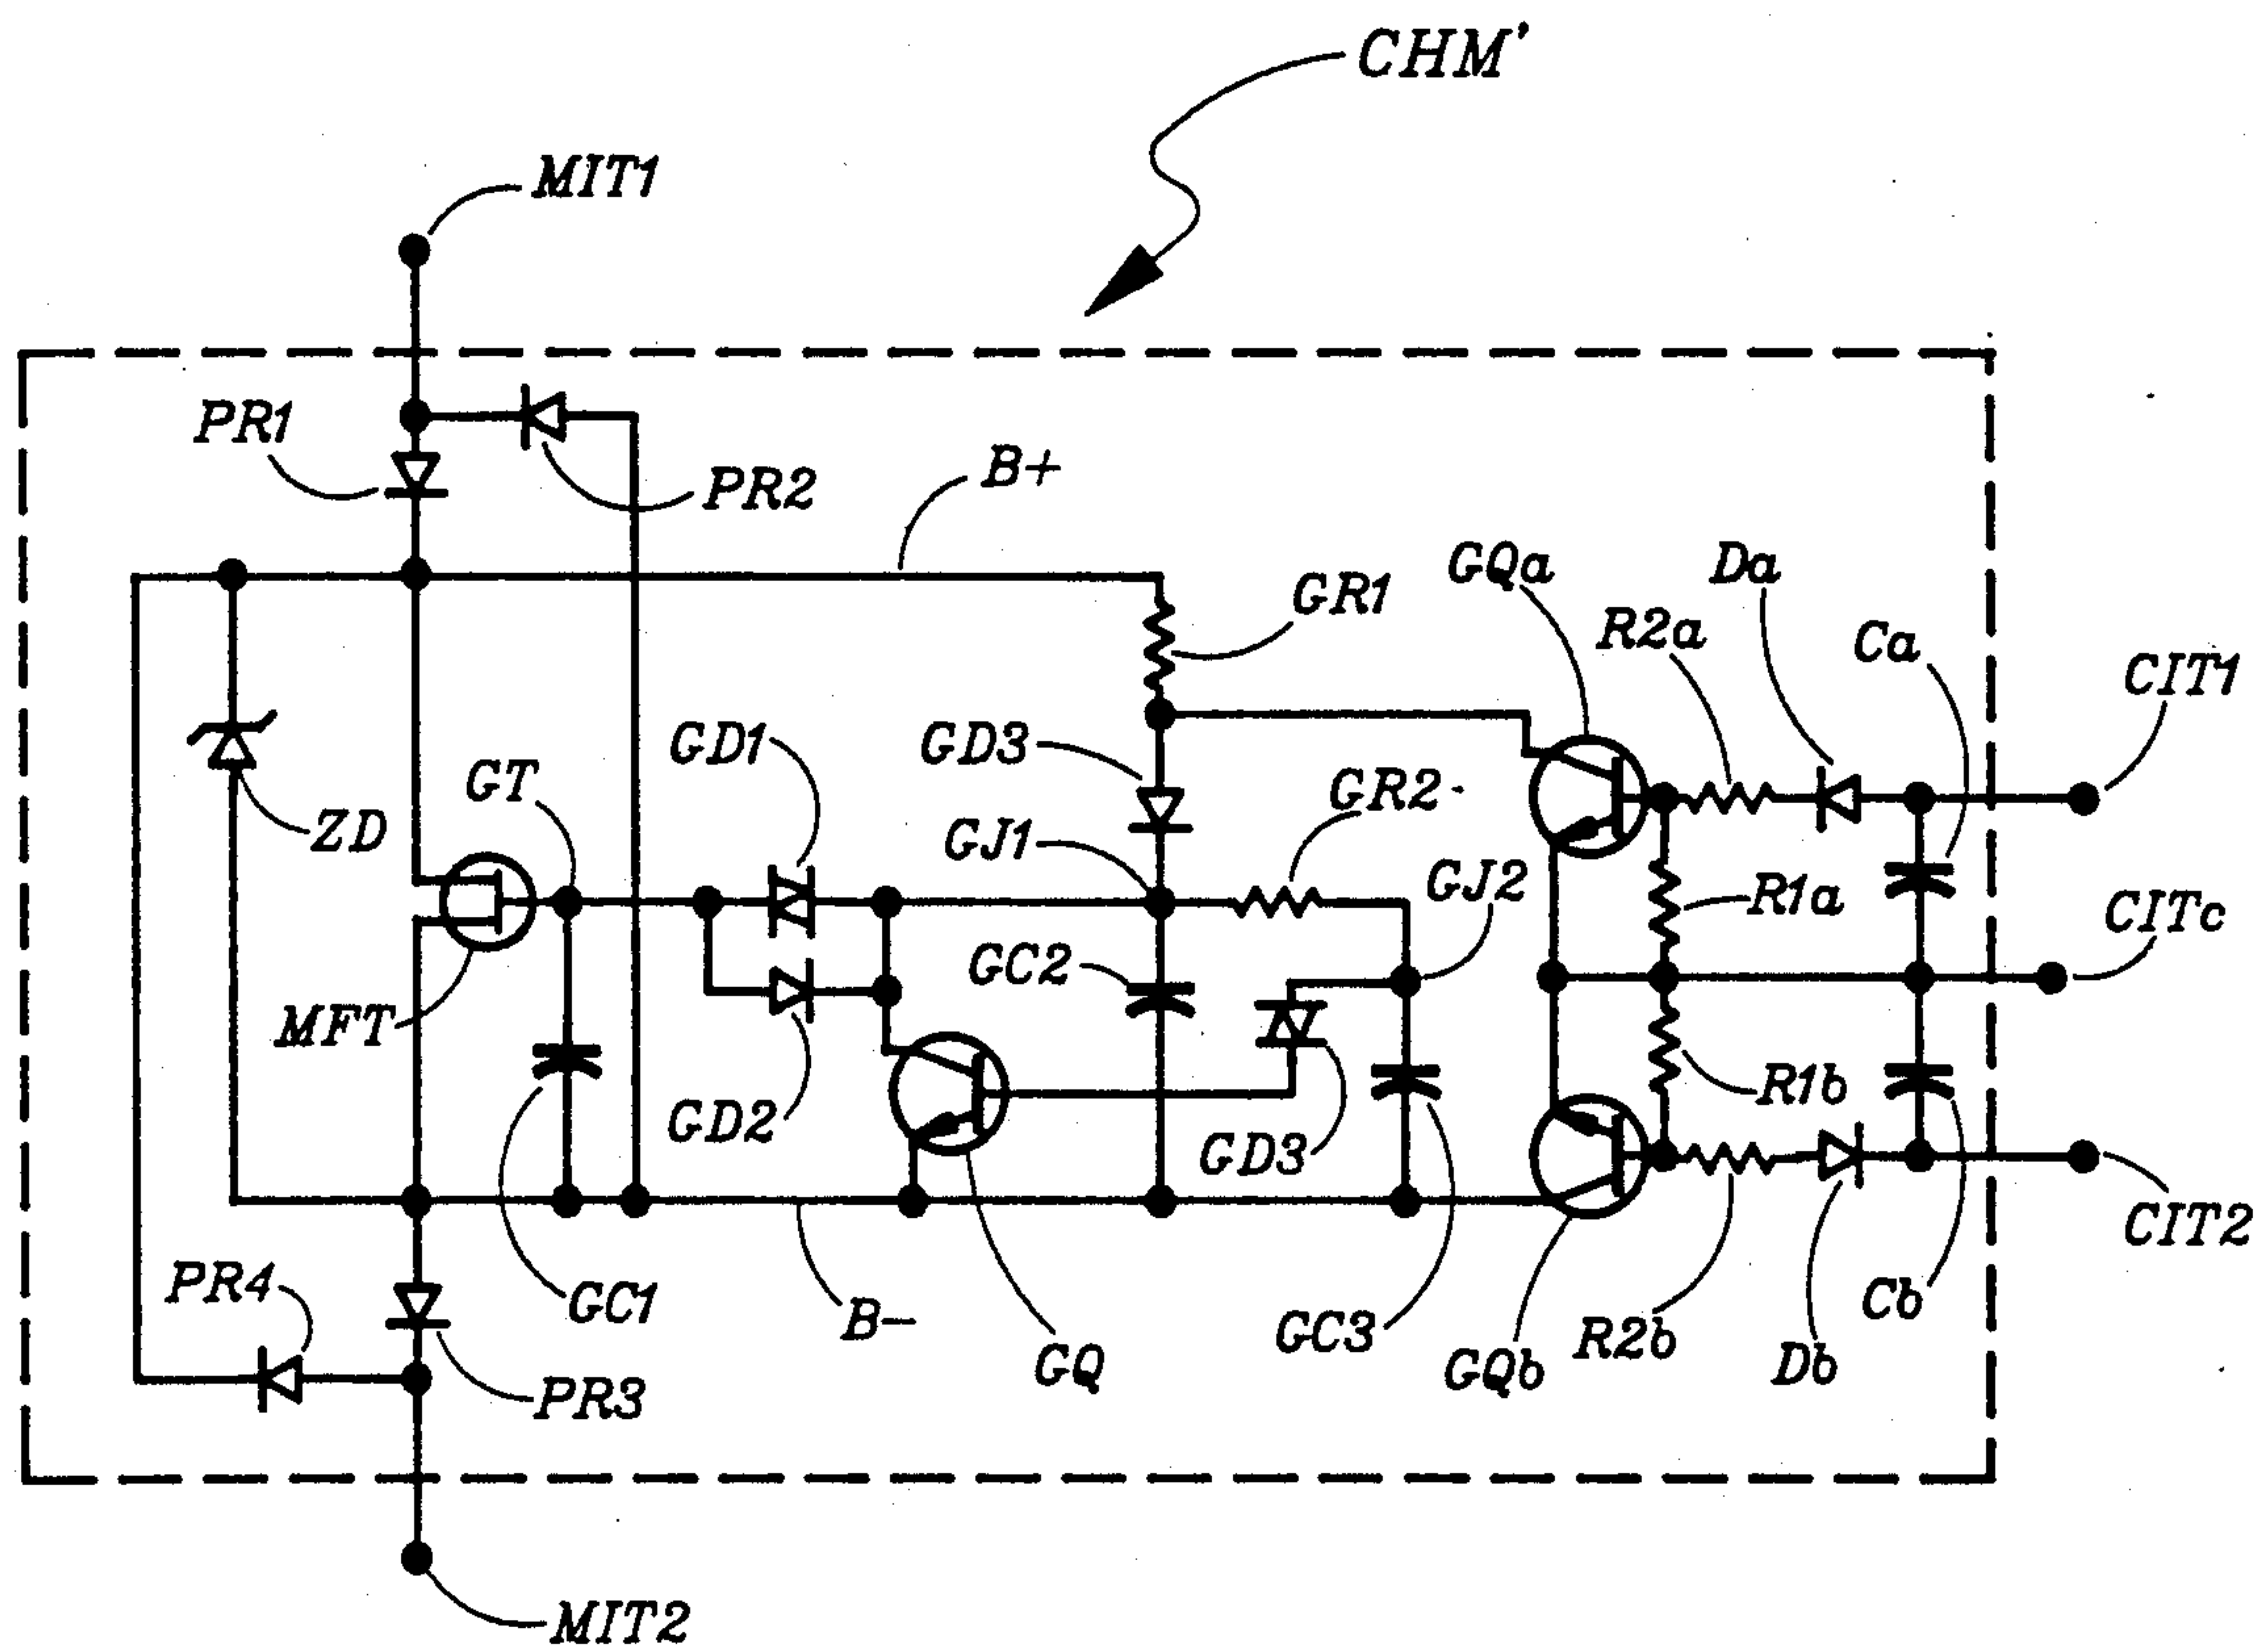 CHM'
MIT1
PR1
PR2
B+
GQa
Da
GR1
R2a
Ca
CIT1
GD1
GD3
GT
GR2-
ZD
GJ1
GJ2
R1a
CITc
GC2
MFT
R1b
GD2
GD3
CIT2
PR4
GC1
B-
Cb
GC3
R2b
GQ
GQb
Db
PR3
MIT2